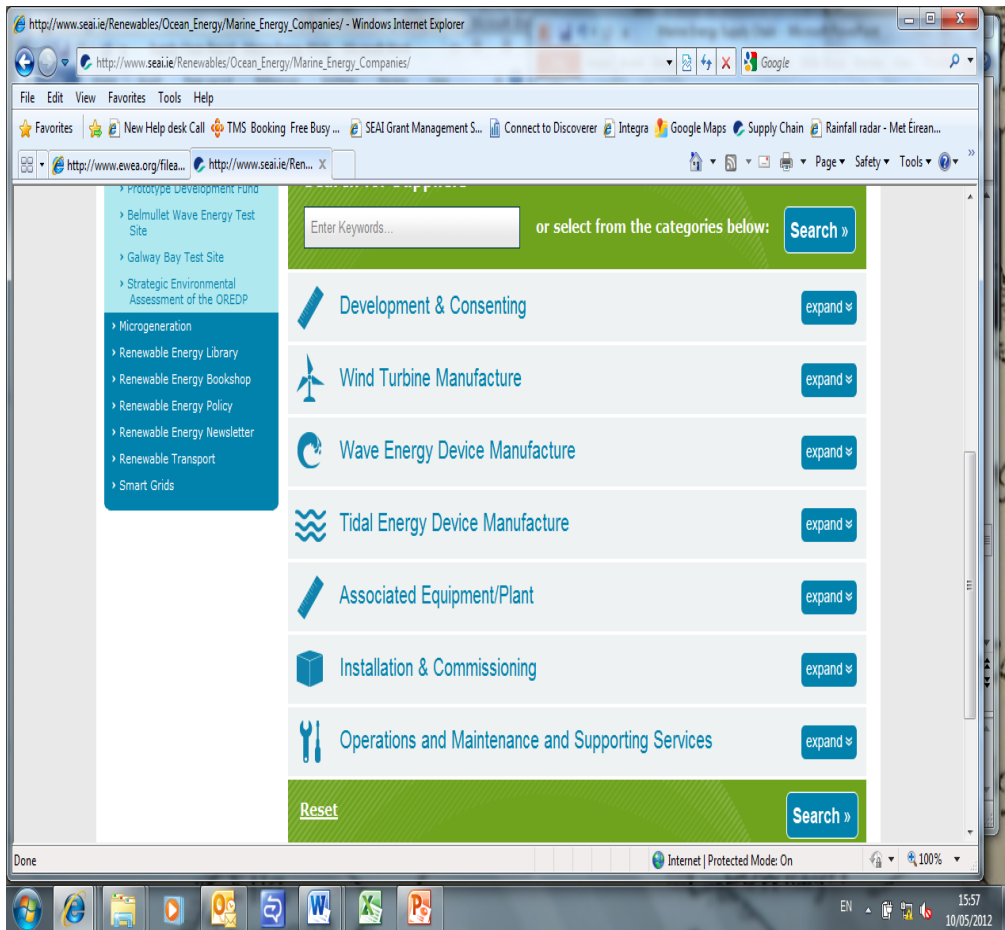 http://www.seai.ie/Renewables/Ocean_Energy/Marine_Energy_Companies/ - Windows Internet Explorer
http://www.seai.ie/Renewables/Ocean_Energy/Marine_Energy_Companies/
Google
File Edit View Favorites Tools Help
Favorites New Help desk Call TMS Booking Free Busy ... SEAI Grant Management S... Connect to Discoverer Integra Google Maps Supply Chain Rainfall radar - Met Éirean...
http://www.ewea.org/filea... http://www.seai.ie/Ren... X
Page Safety Tools
Prototype Development Fund
Belmullet Wave Energy Test
Site
Galway Bay Test Site
Strategic Environmental
Assessment of the OREDP
Microgeneration
Renewable Energy Library
Renewable Energy Bookshop
Renewable Energy Policy
Renewable Energy Newsletter
Renewable Transport
Smart Grids
Search for Suppliers
Enter Keywords... or select from the categories below: Search »
Development & Consenting expand
Wind Turbine Manufacture expand
Wave Energy Device Manufacture expand
Tidal Energy Device Manufacture expand
Associated Equipment/Plant expand
Installation & Commissioning expand
Operations and Maintenance and Supporting Services expand
Reset Search »
Done Internet | Protected Mode: On 100%
EN 15:57
10/05/2012